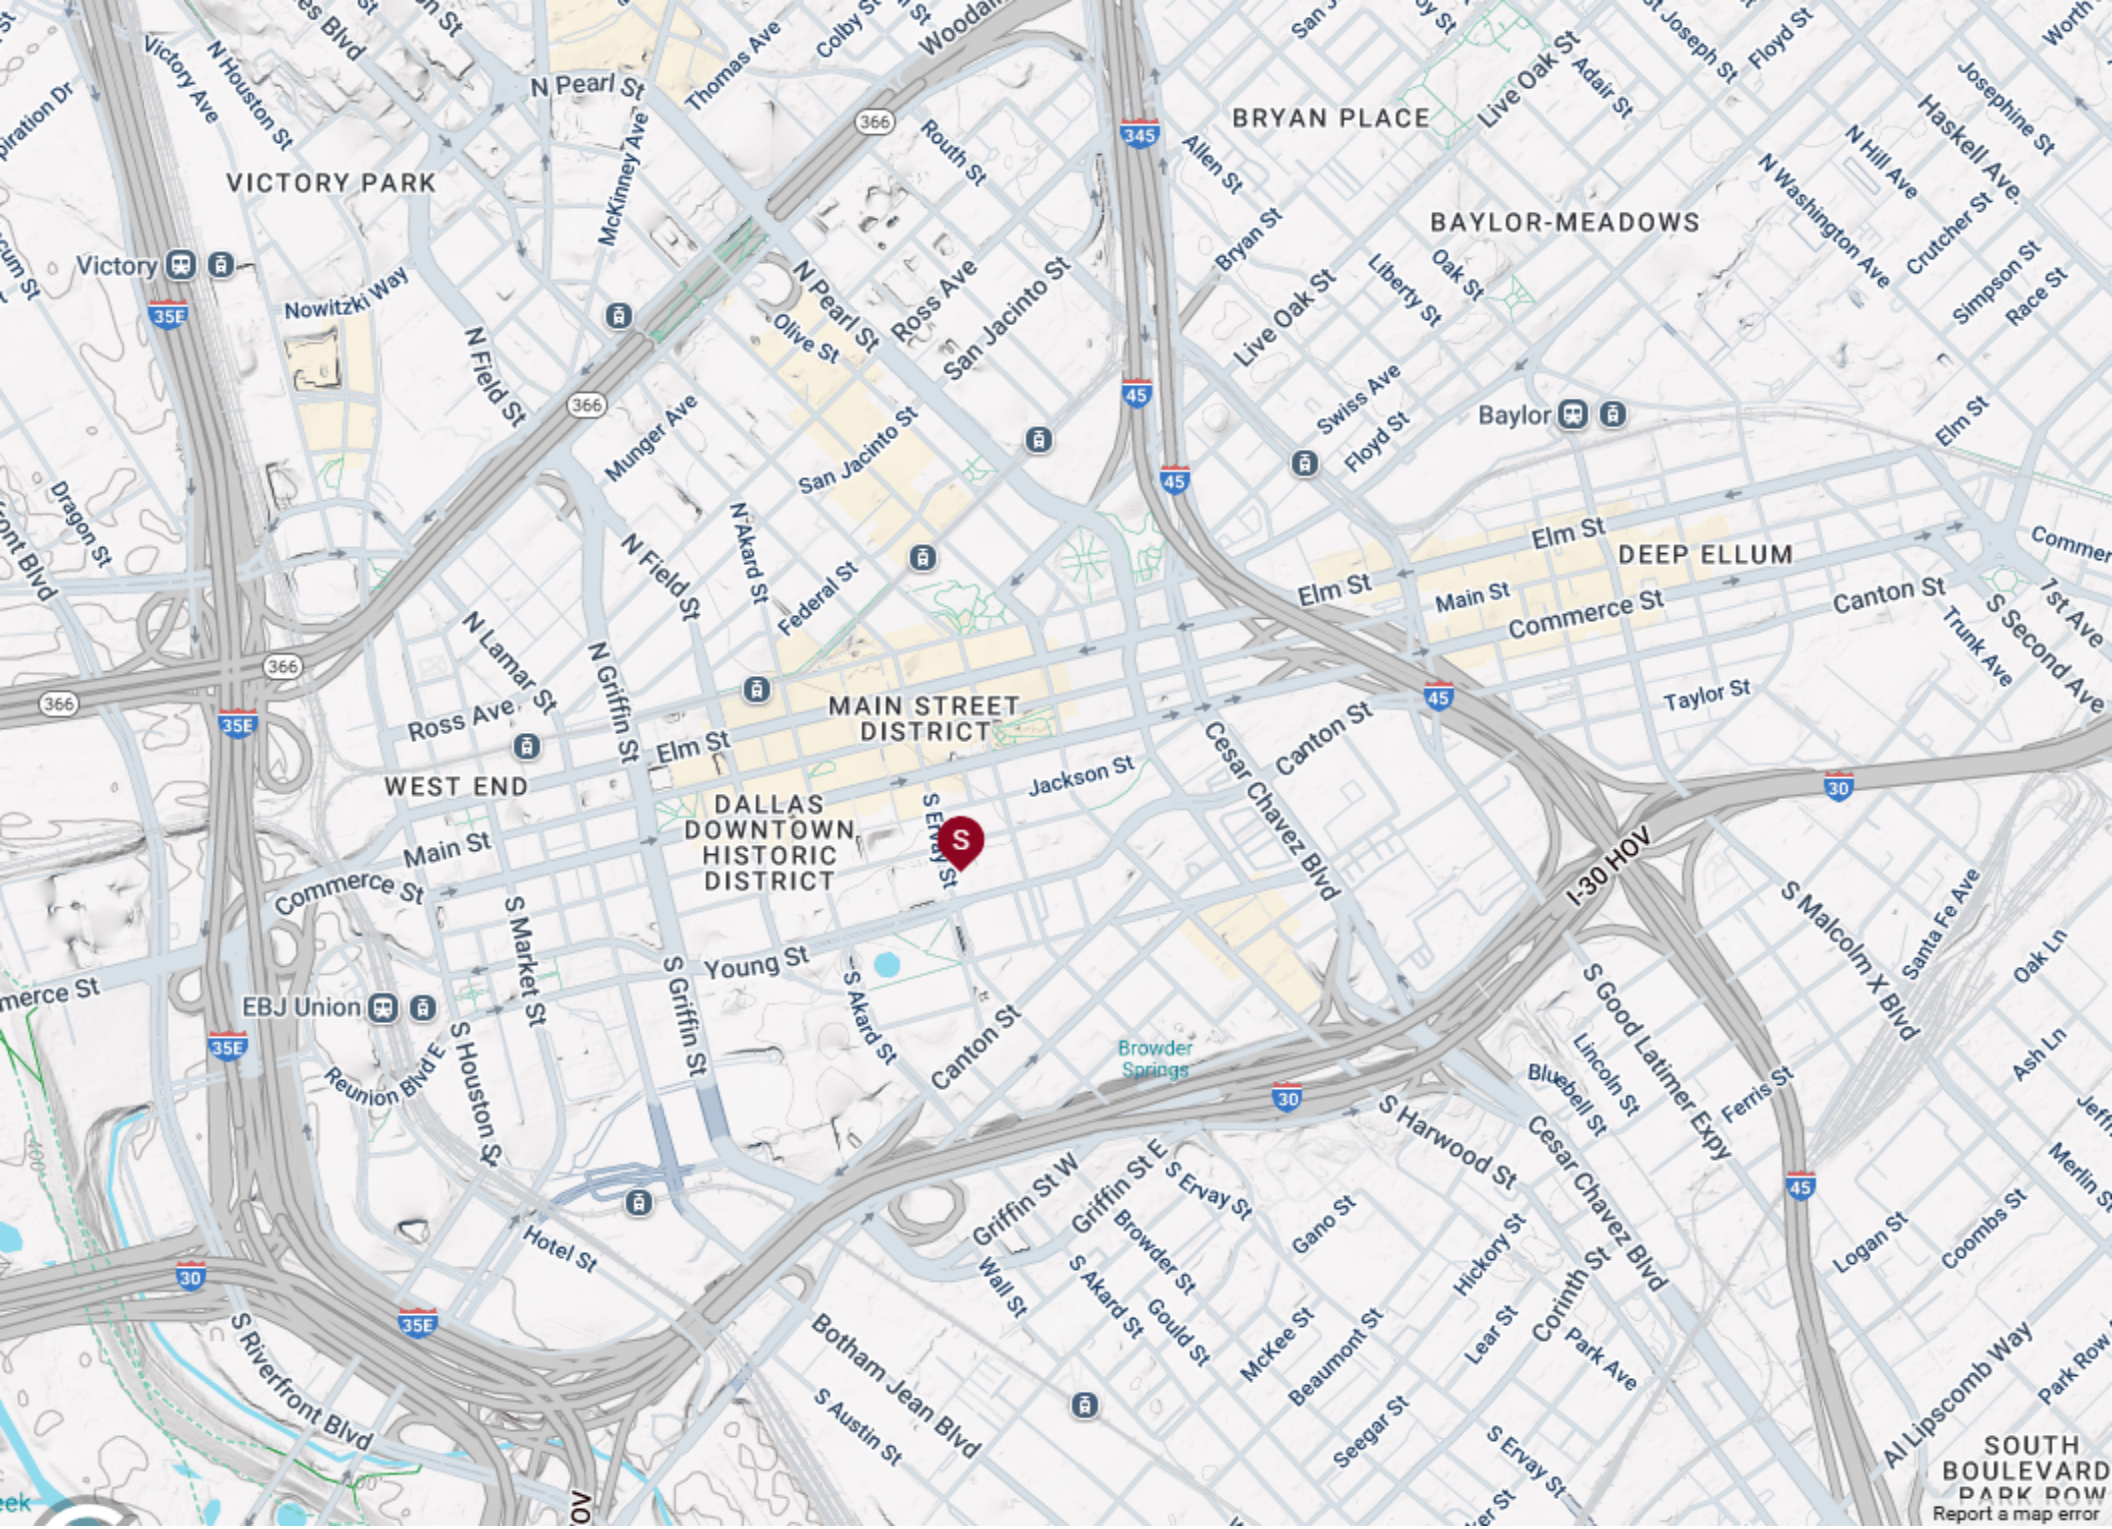 Victory Ave
N Houston St
N Pearl St
Thomas Ave
Colby St
McKinney Ave
366
Routh St
345
Allen St
BRYAN PLACE
Live Oak St
Adair St
Floyd St
Haskell Ave
Josephine St
N Hill Ave
Crutcher St
N Washington Ave
Simpson St
Race St
VICTORY PARK
BAYLOR-MEADOWS
Victory
35E
Nowitzki Way
N Field St
Bryan St
Liberty St
Oak St
Live Oak St
N Pearl St
Ross Ave
San Jacinto St
Olive St
366
Munger Ave
San Jacinto St
45
Swiss Ave
Floyd St
Baylor
Elm St
45
Dragon St
N Akard St
N Field St
Federal St
Elm St
DEEP ELLUM
Elm St
Main St
Commerce St
Canton St
1st Ave
S Second Ave
Trunk Ave
Taylor St
N Lamar St
N Griffin St
366
366
35E
Ross Ave
Elm St
MAIN STREET
DISTRICT
45
Canton St
Cesar Chavez Blvd
Jackson St
30
WEST END
DALLAS
DOWNTOWN
HISTORIC
DISTRICT
S Ervay St
S
Main St
Commerce St
I-30 HOV
S Malcolm X Blvd
Santa Fe Ave
Oak Ln
S Market St
Young St
S Griffin St
S Akard St
EBJ Union
35E
S Houston St
Reunion Blvd E
Canton St
Browder
Springs
30
S Good Latimer Expy
Lincoln St
Bluebell St
Ferris St
Ash Ln
Merlin St
S Harwood St
Cesar Chavez Blvd
45
Griffin St W
Griffin St E
S Ervay St
Browder St
Gano St
Hickory St
Logan St
Coombs St
Hotel St
Wall St
S Akard St
Gould St
McKee St
Beaumont St
Lear St
Corinth St
Park Ave
30
35E
S Riverfront Blvd
Botham Jean Blvd
S Austin St
Seegar St
S Ervay St
Al Lipscomb Way
Park Row
SOUTH
BOULEVARD
PARK ROW
Report a map error